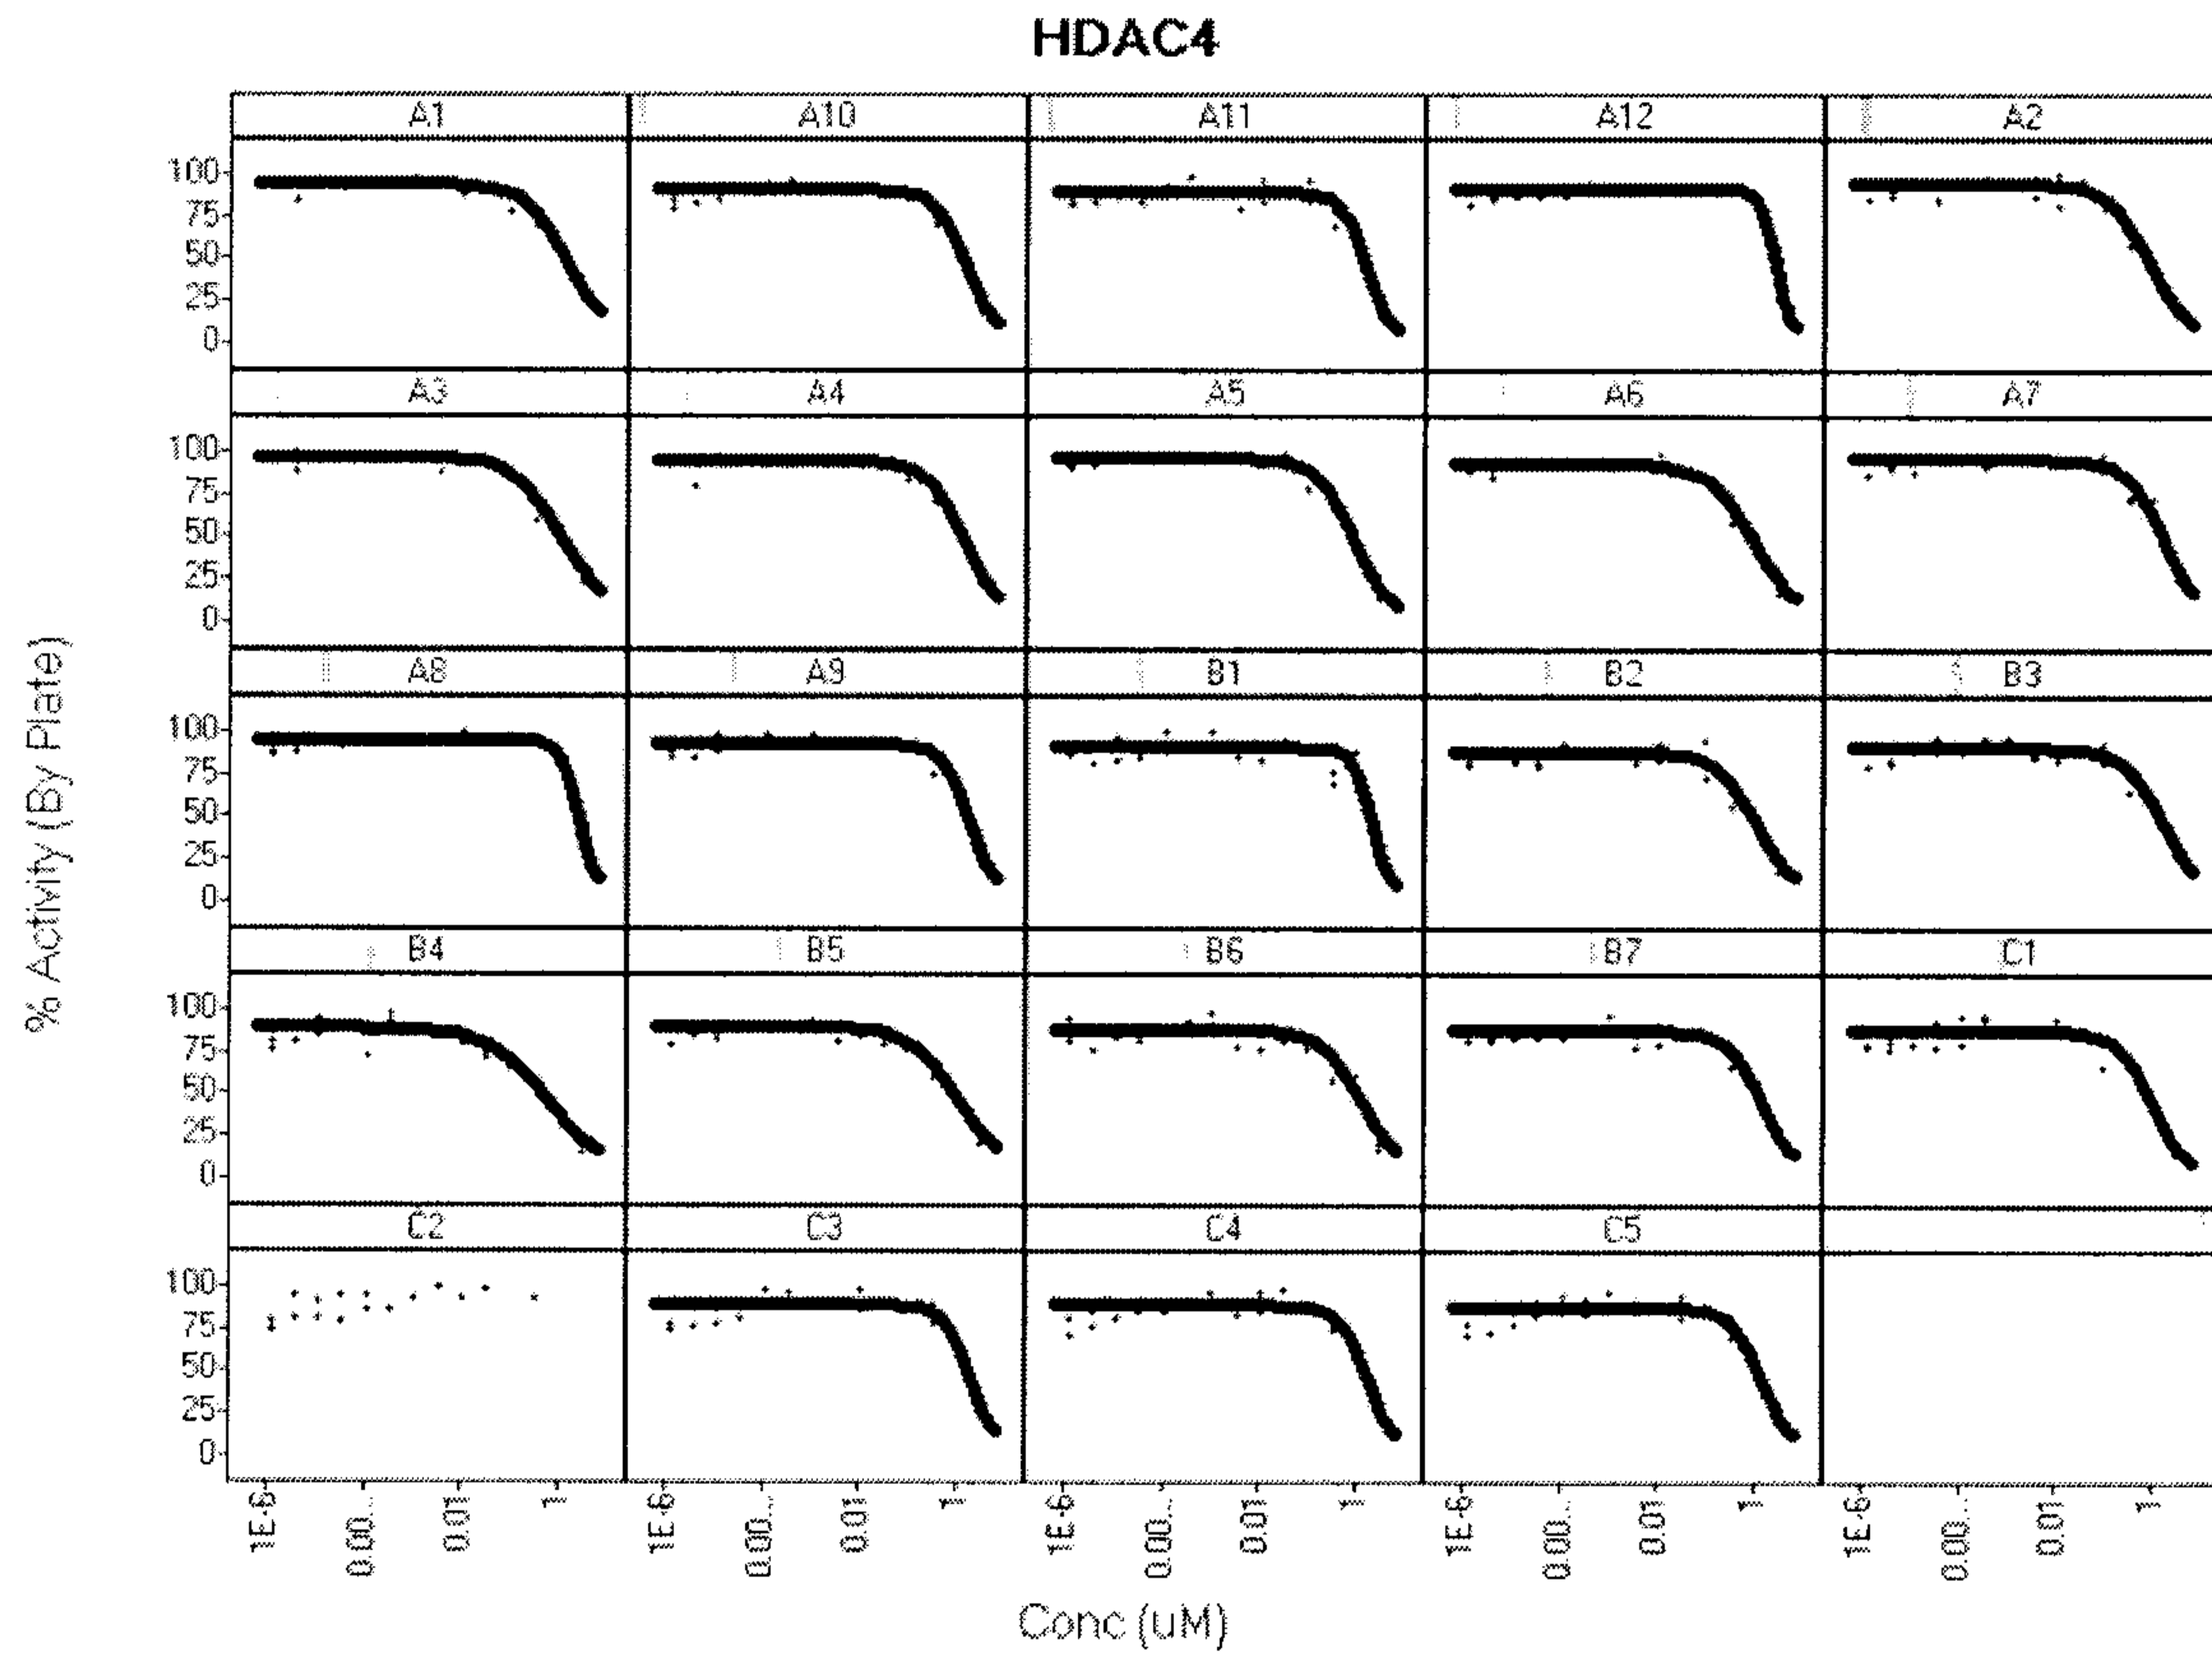 HDAC4
A1 A10 A11 A12 A2
100
75
50
25
0
A3 A4 A5 A6 A7
100
75
50
25
0
A8 A9 B1 B2 B3
100
75
50
25
0
B4 B5 B6 B7 C1
100
75
50
25
0
C2 C3 C4 C5
100
75
50
25
0
% Activity (By Plate)
1E-6 0.00... 0.01 1 1E-6 0.00... 0.01 1 1E-6 0.00... 0.01 1 1E-6 0.00... 0.01 1 1E-6 0.00... 0.01 1
Conc (uM)